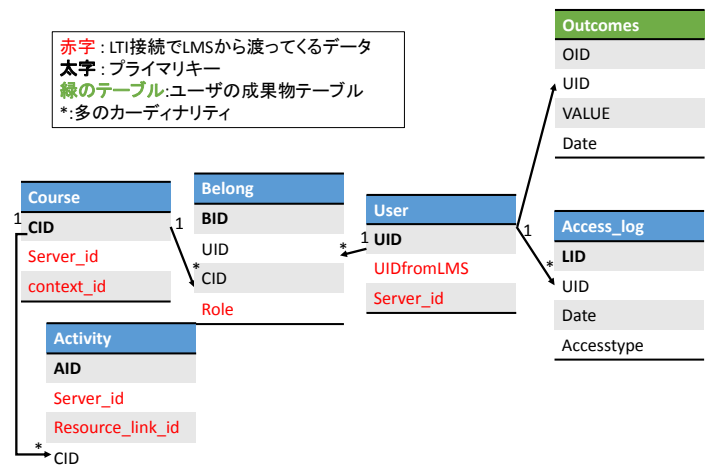 赤字 : LTI接続でLMSから渡ってくるデータ
太字 : プライマリキー
緑のテーブル:ユーザの成果物テーブル
*:多のカーディナリティ
Outcomes
OID
UID
VALUE
Date
Course
1
CID
1
Server_id
context_id
Belong
BID
UID
*
*
CID
Role
User
1
UID
1
UIDfromLMS
Server_id
Access_log
LID
*
UID
Date
Accesstype
Activity
AID
Server_id
Resource_link_id
*
CID